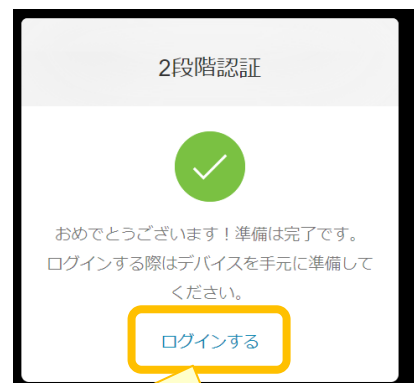 2段階認証
おめでとうございます！準備は完了です。
ログインする際はデバイスを手元に準備して
ください。
ログインする